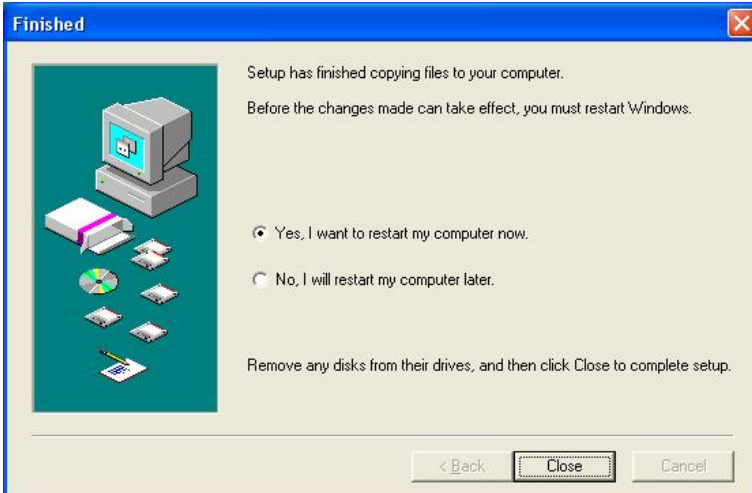 Finished
Setup has finished copying files to your computer.
Before the changes made can take effect, you must restart Windows.
Yes, I want to restart my computer now.
No, I will restart my computer later.
Remove any disks from their drives, and then click Close to complete setup.
< Back
Close
Cancel